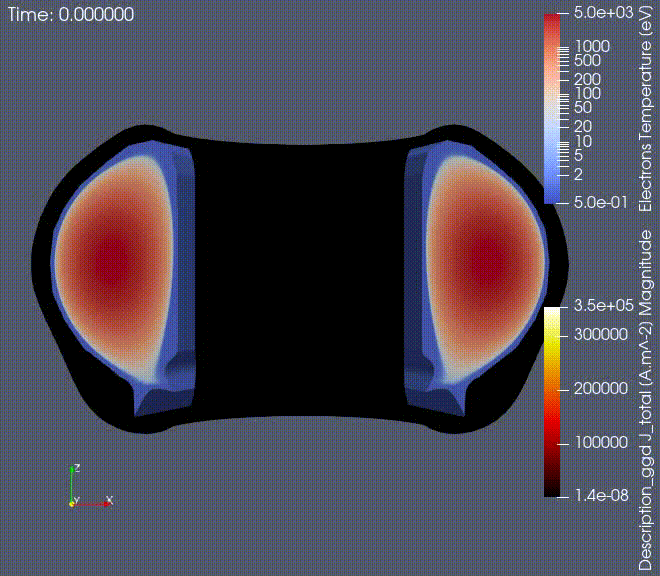 Time: 0.000000
5.0e+03
1000
500
200
100
50
20
10
5
2
5.0e-01
Electrons Temperature (eV)
3.5e+05
300000
200000
100000
1.4e-08
Description_ggd J_total (A.m^-2) Magnitude
Z
Y
X